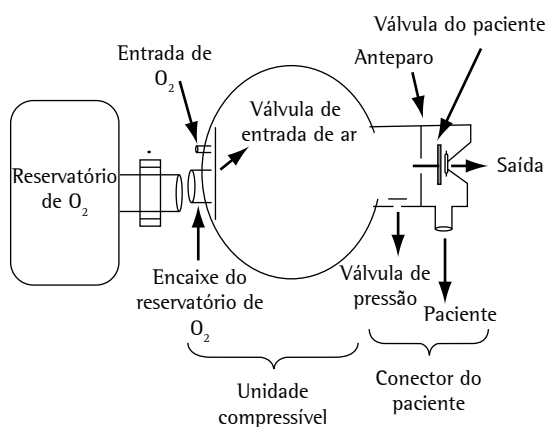 Válvula do paciente
Entrada de
O2
Anteparo
Válvula de
entrada de ar
Reservatório
de O2
Saída
Encaixe do
reservatório de
O2
Válvula de
pressão
Paciente
Unidade
compressível
Conector do
paciente